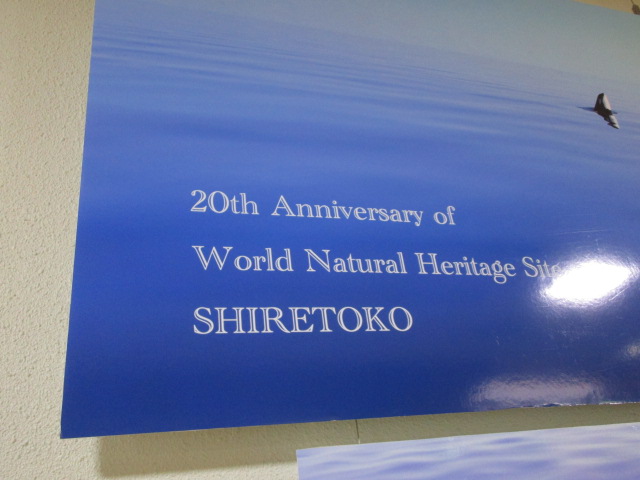 20th Anniversary of
World Natural Heritage Site
SHIRETOKO